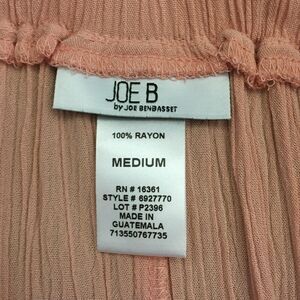 JOE B
by JOE BENBASSET
100% RAYON
MEDIUM
RN # 16361
STYLE # 6927770
LOT # P2396
MADE IN
GUATEMALA
713550767735